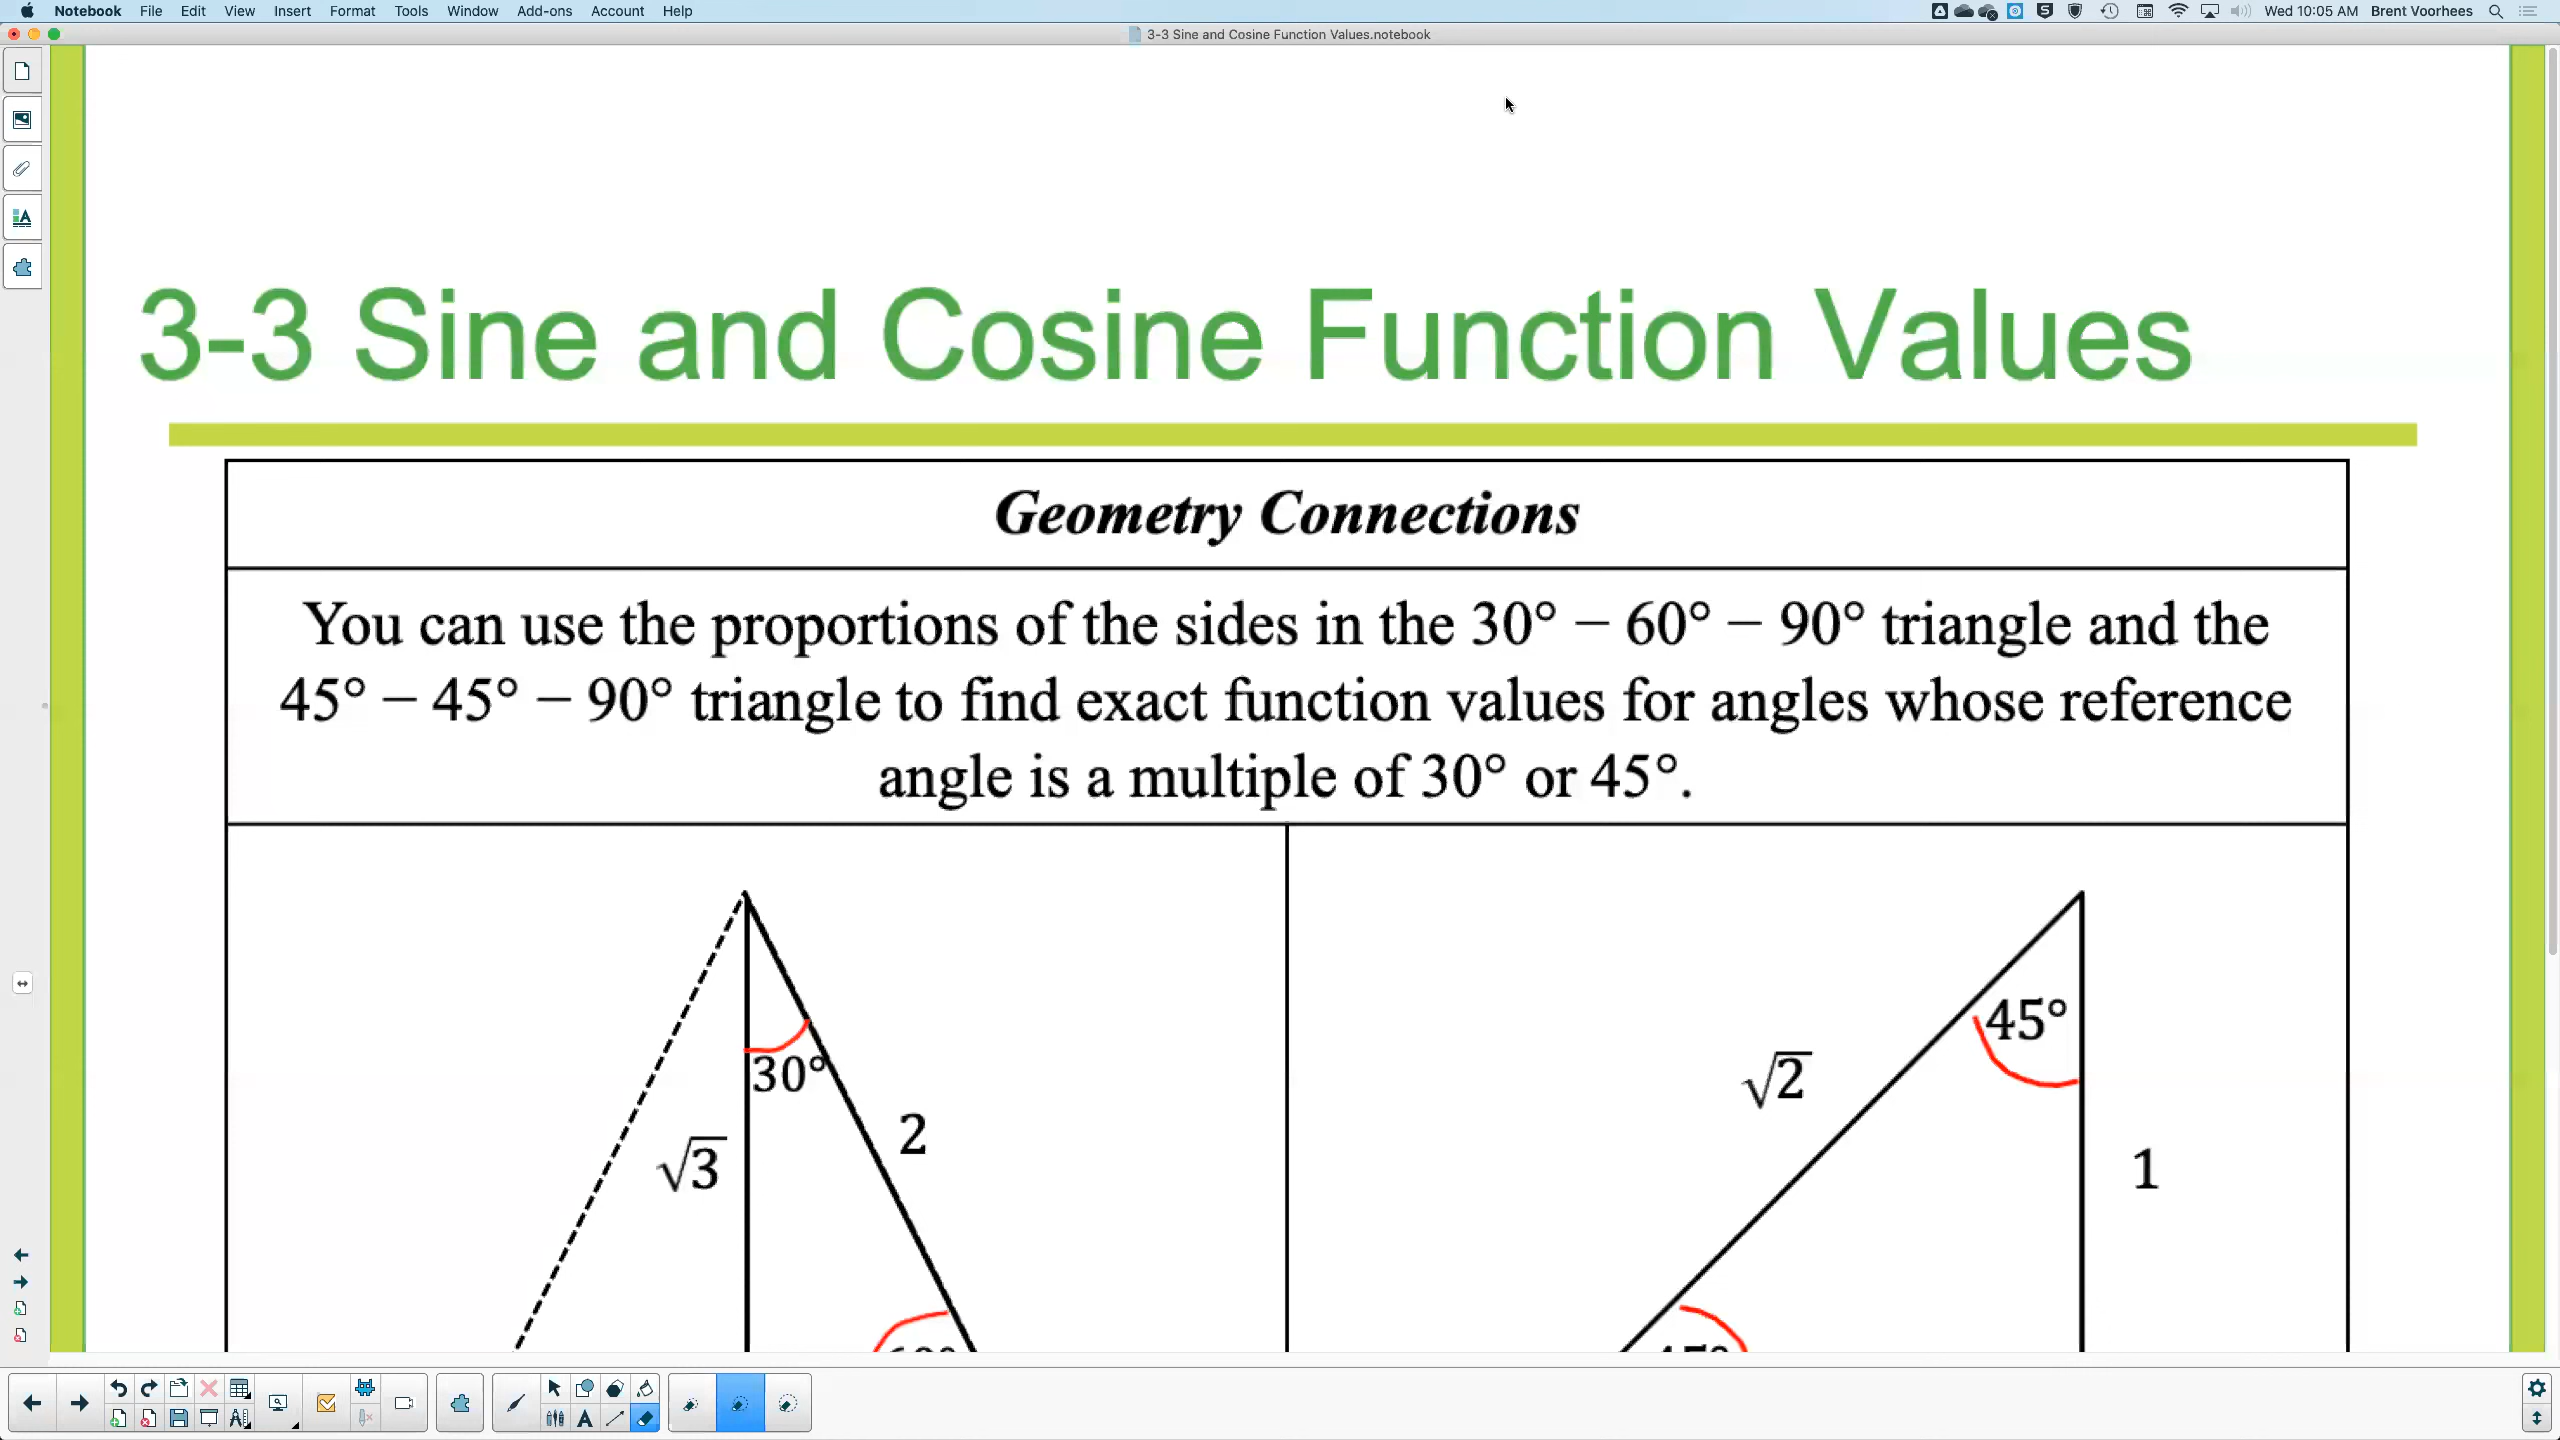 Notebook File Edit View Insert Format Tools Window Add-ons Account Help Wed 10:05 AM Brent Voorhees
3-3 Sine and Cosine Function Values.notebook
3-3 Sine and Cosine Function Values
Geometry Connections
You can use the proportions of the sides in the 30° − 60° − 90° triangle and the
45° − 45° − 90° triangle to find exact function values for angles whose reference
angle is a multiple of 30° or 45°.
30°
√3
2
60°
45°
√2
1
45°